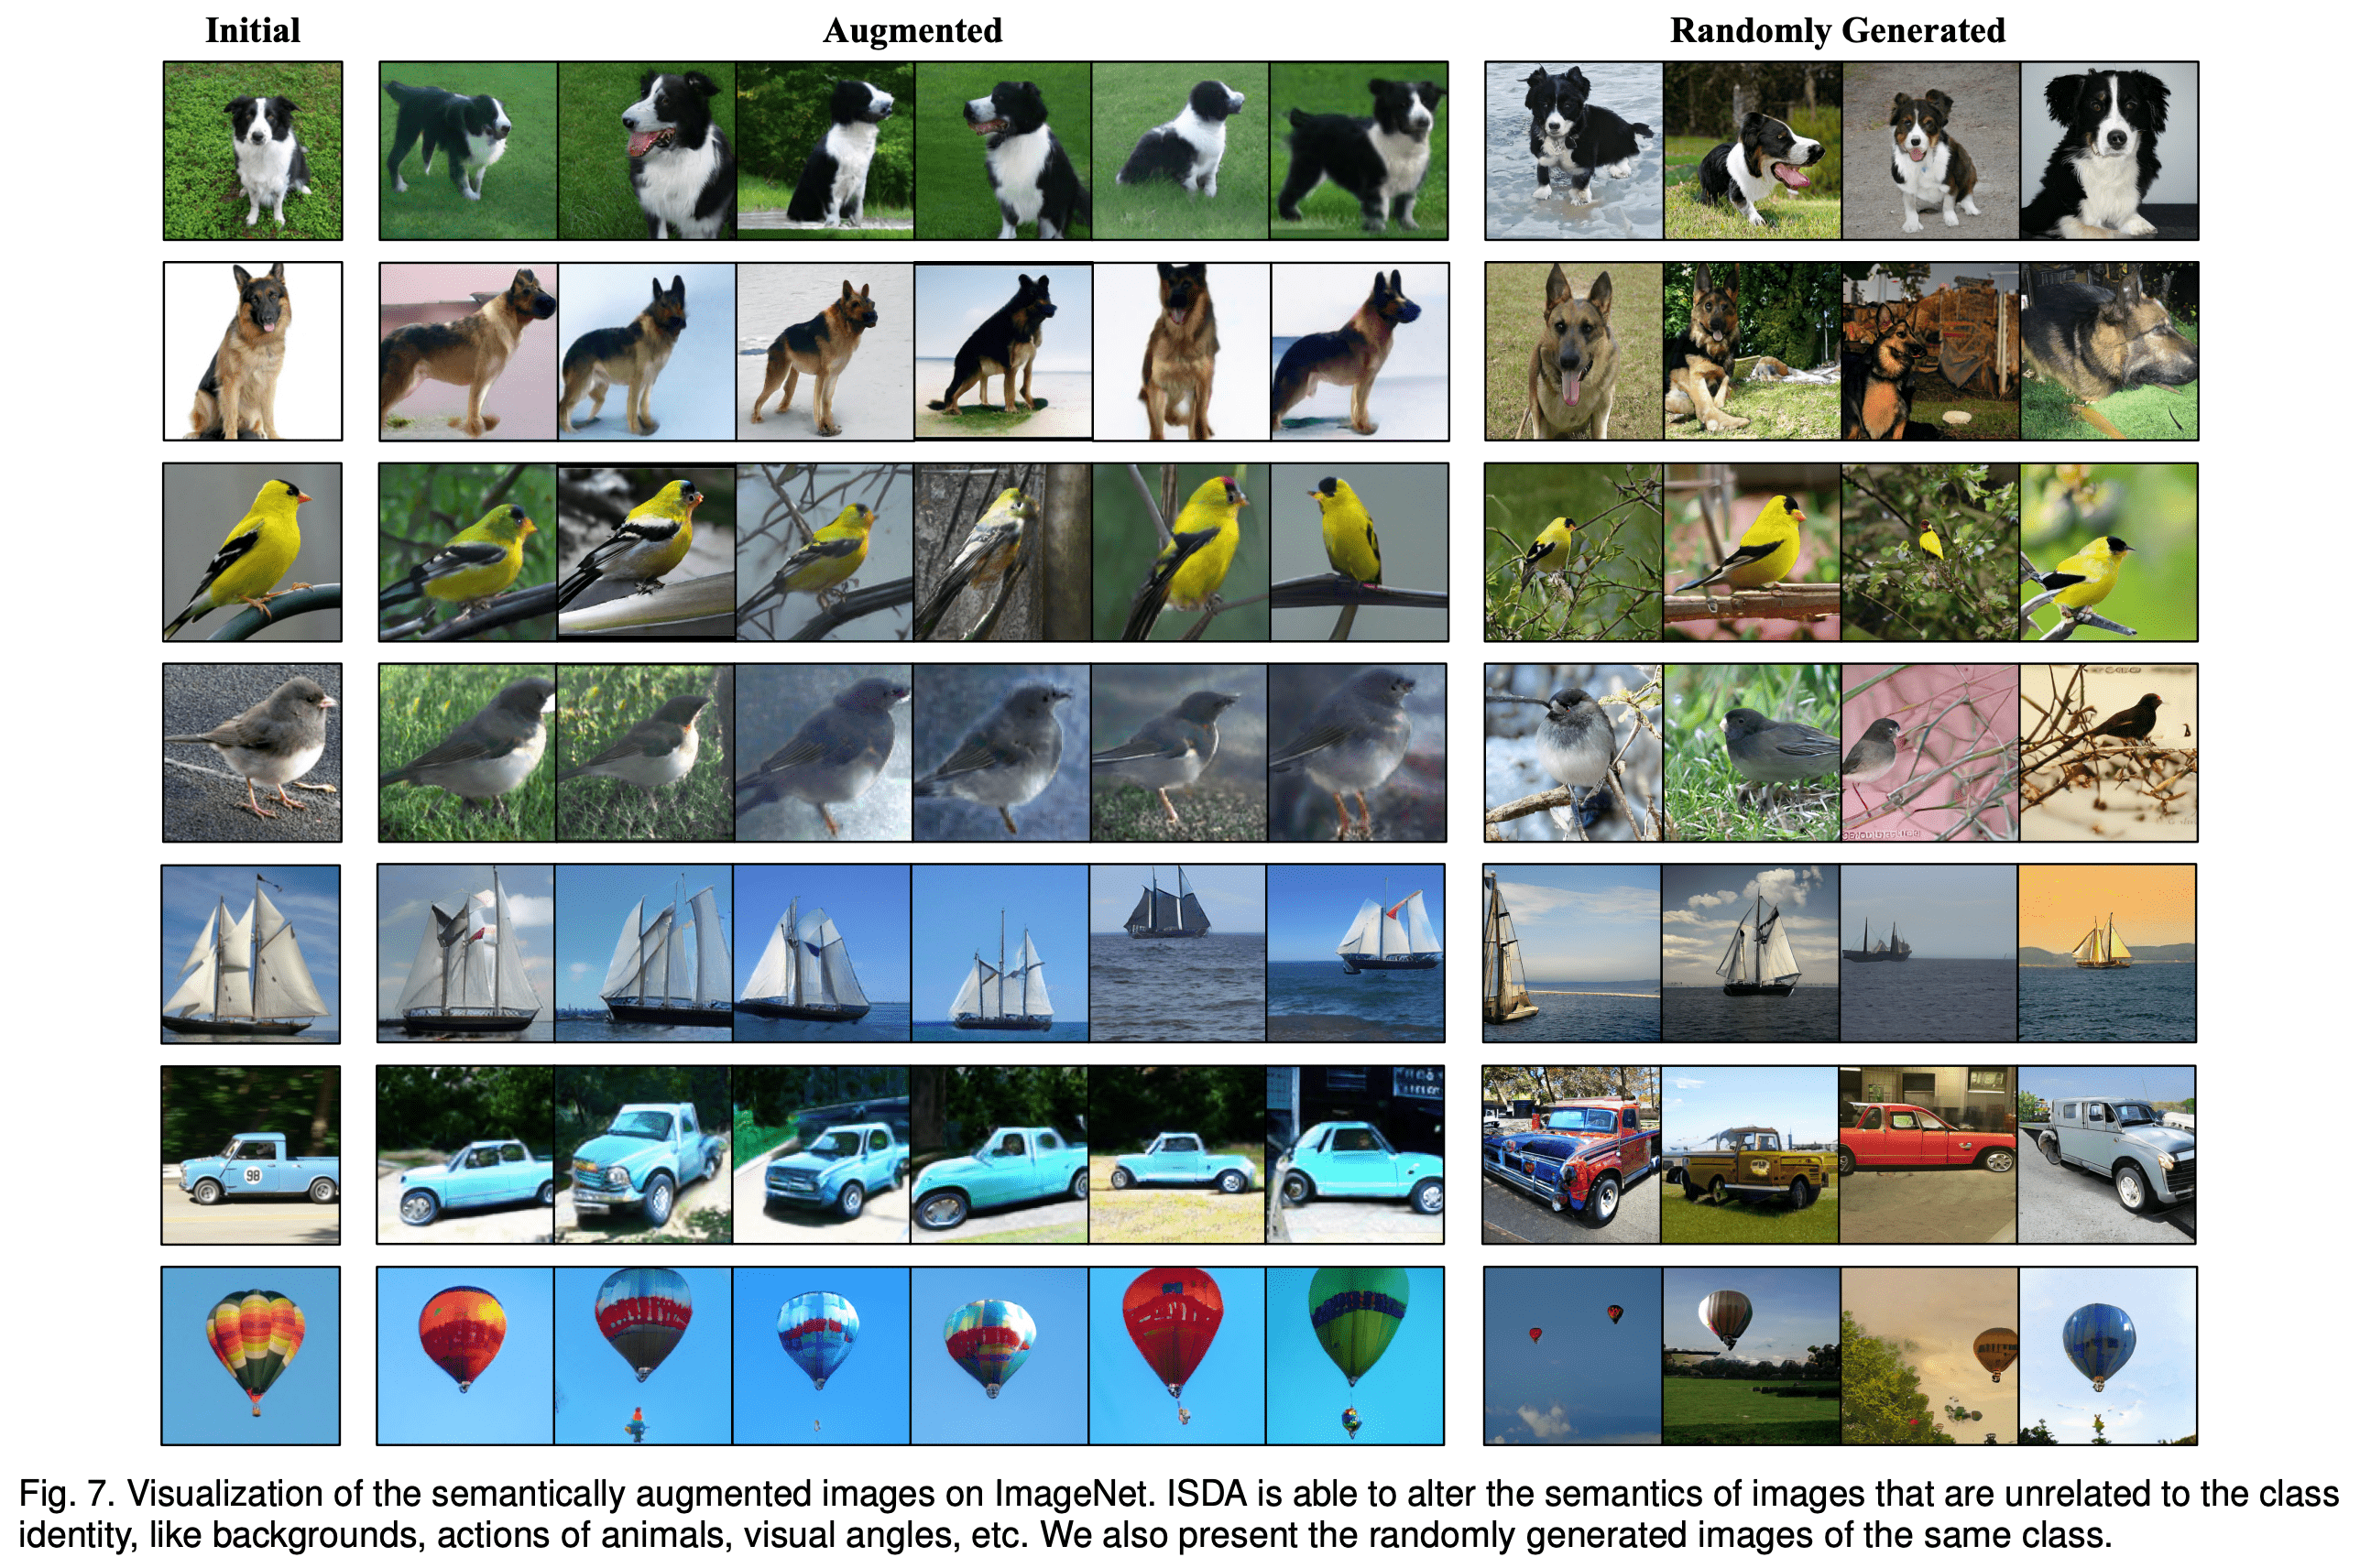 Initial
Augmented
Randomly Generated
98
Fig. 7. Visualization of the semantically augmented images on ImageNet. ISDA is able to alter the semantics of images that are unrelated to the class
identity, like backgrounds, actions of animals, visual angles, etc. We also present the randomly generated images of the same class.